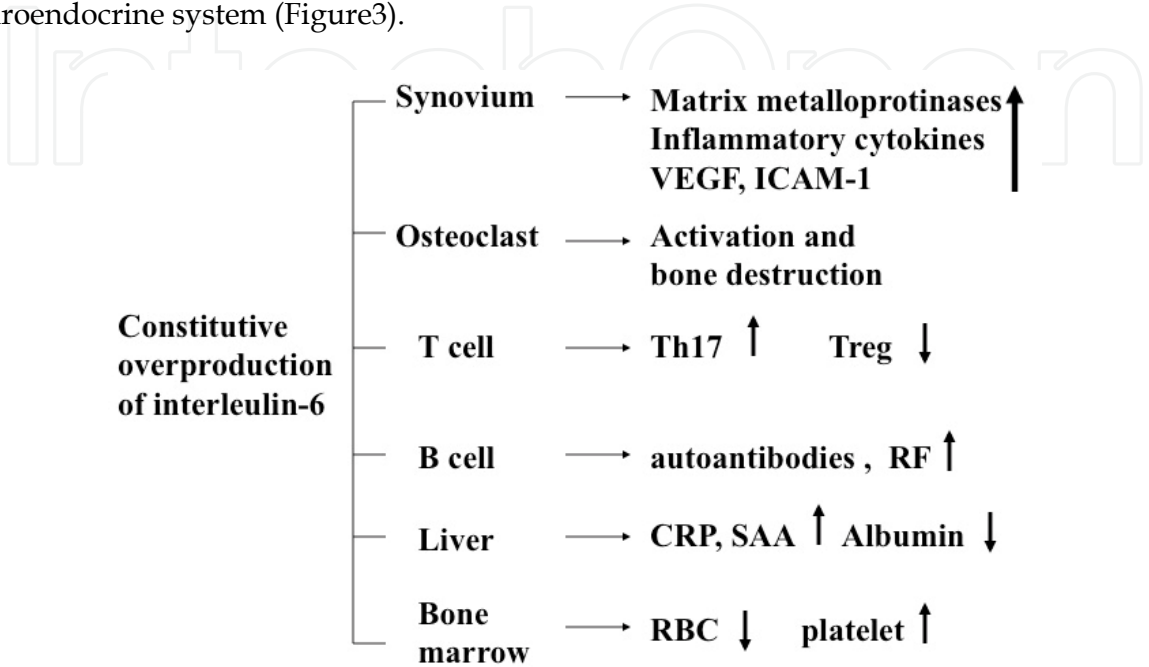 roendocrine system (Figure3).
IntechOpen
Synovium → Matrix metalloprotinases ↑
Inflammatory cytokines
VEGF, ICAM-1
Osteoclast → Activation and
bone destruction
Constitutive
overproduction
of interleulin-6
T cell → Th17 ↑ Treg ↓
B cell → autoantibodies , RF ↑
Liver → CRP, SAA ↑ Albumin ↓
Bone
marrow → RBC ↓ platelet ↑